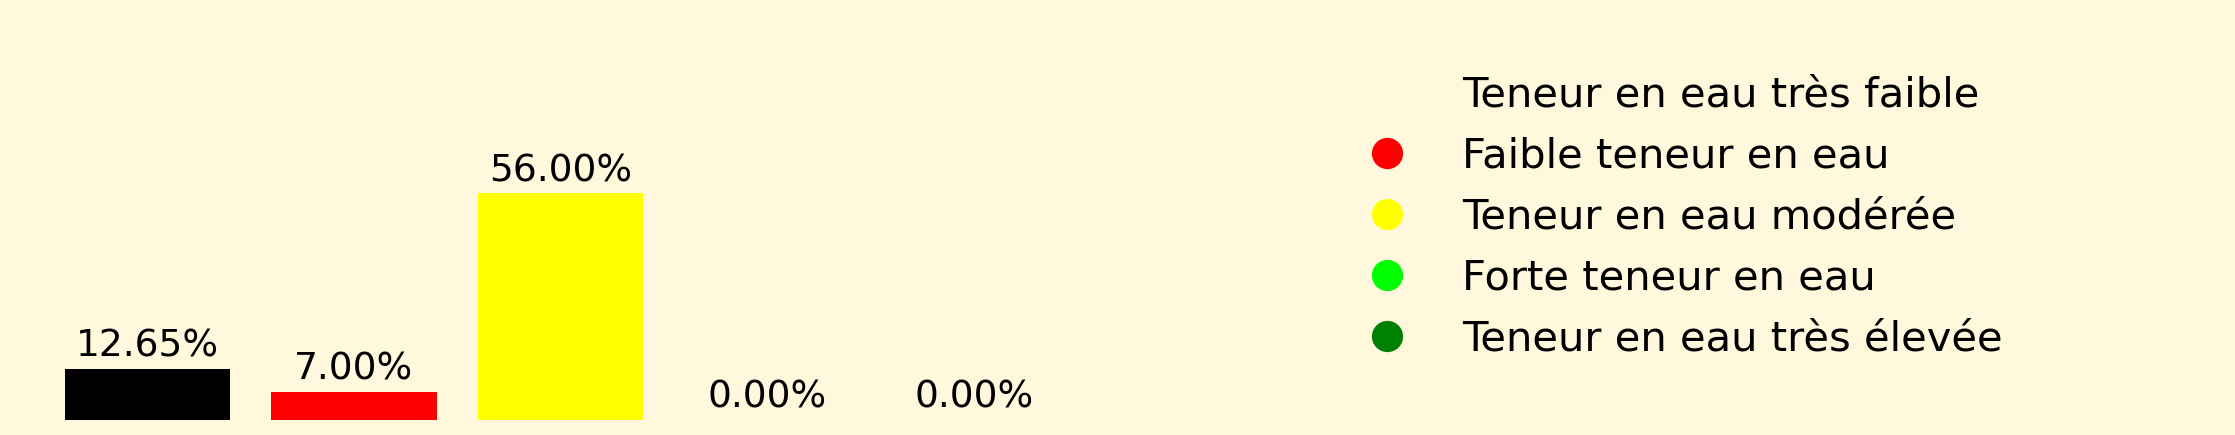 12.65%
7.00%
56.00%
0.00%
0.00%
Teneur en eau très faible
Faible teneur en eau
Teneur en eau modérée
Forte teneur en eau
Teneur en eau très élevée